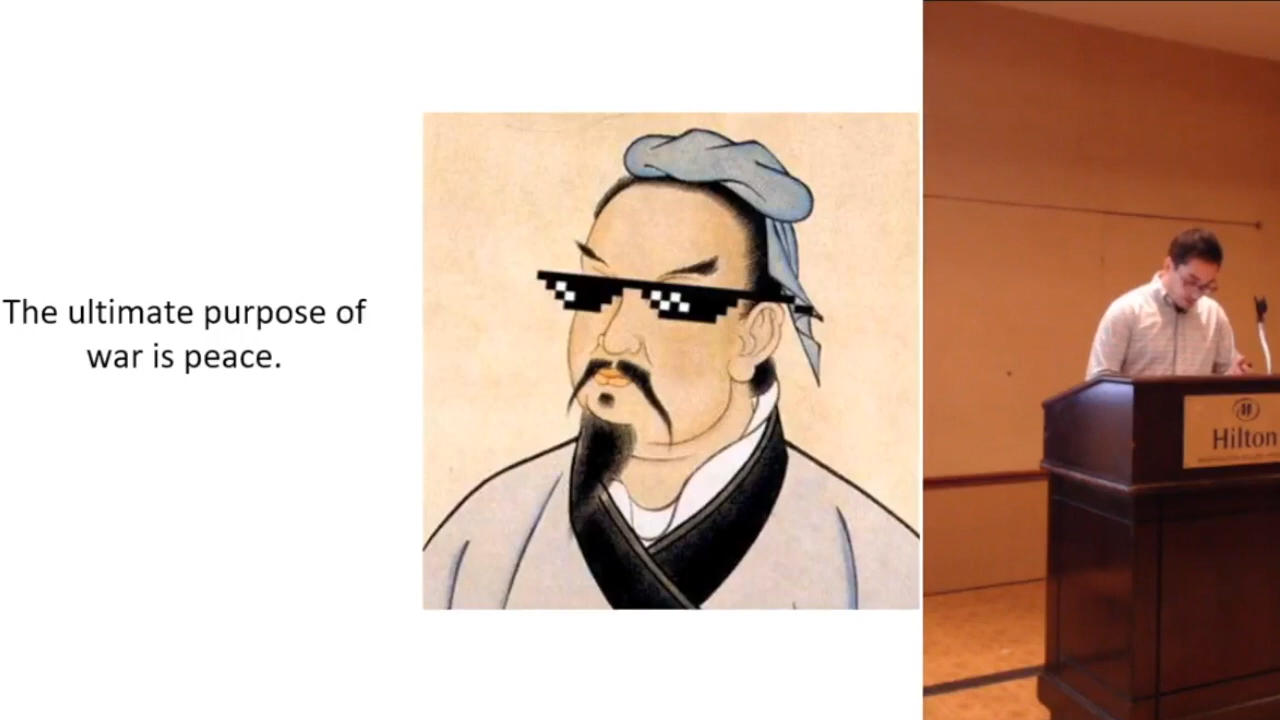 The ultimate purpose of
war is peace.
Hilton